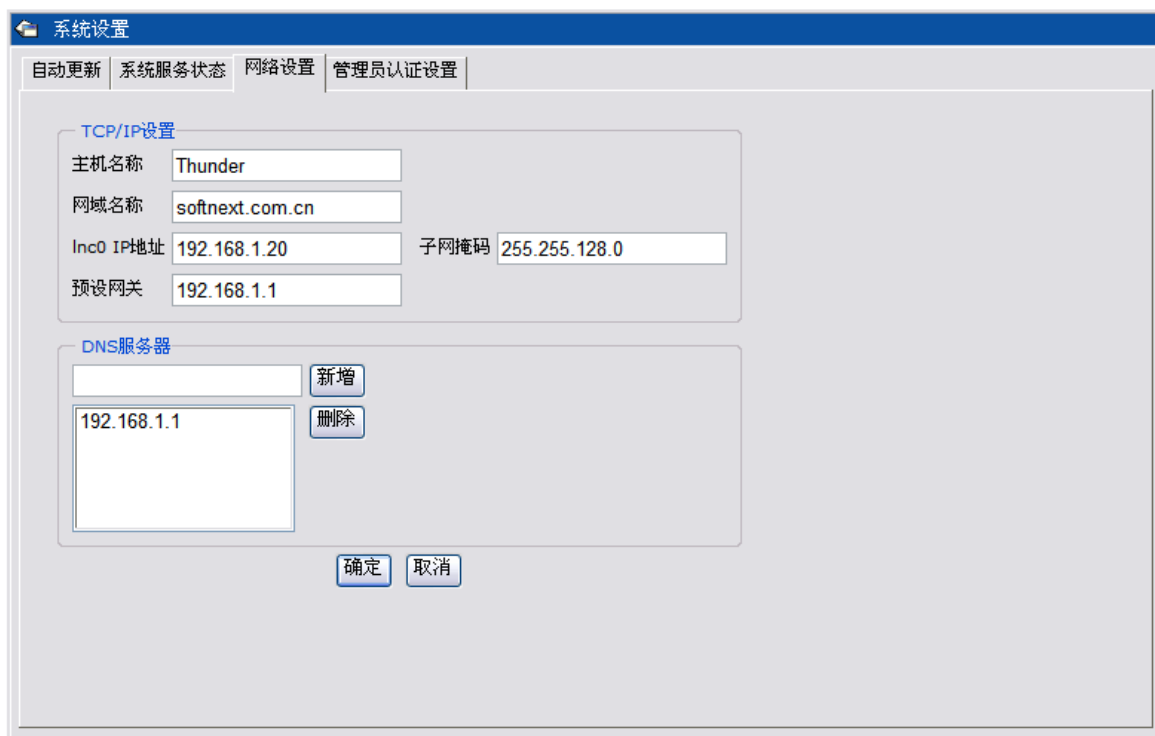 系统设置
自动更新 系统服务状态 网络设置 管理员认证设置
TCP/IP设置
主机名称 Thunder
网域名称 softnext.com.cn
lnc0 IP地址 192.168.1.20 子网掩码 255.255.128.0
预设网关 192.168.1.1
DNS服务器
新增
192.168.1.1 删除
确定 取消